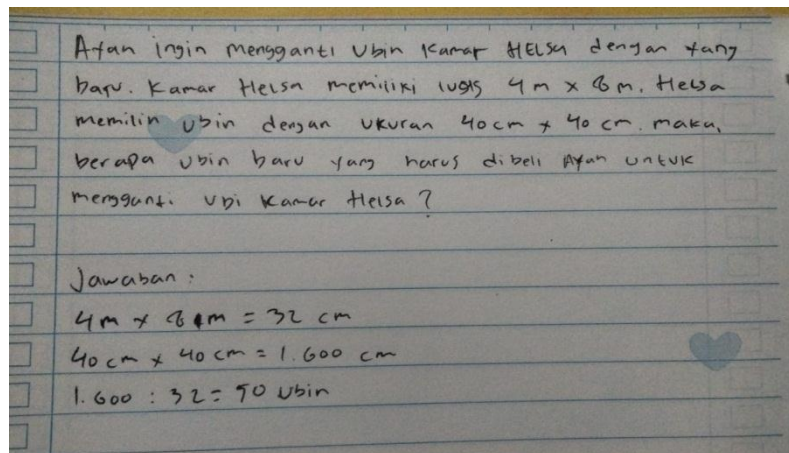 Ayah ingin mengganti ubin kamar HELSA dengan yang
baru. Kamar Helsa memiliki luas 4 m x 8 m. Helsa
memilih ubin dengan ukuran 40 cm x 40 cm. maka,
berapa ubin baru yang harus dibeli Ayah untuk
mengganti ubi kamar Helsa ?
Jawaban :
4 m x 8 m = 32 cm
40 cm x 40 cm = 1.600 cm
1.600 : 32 = 50 ubin